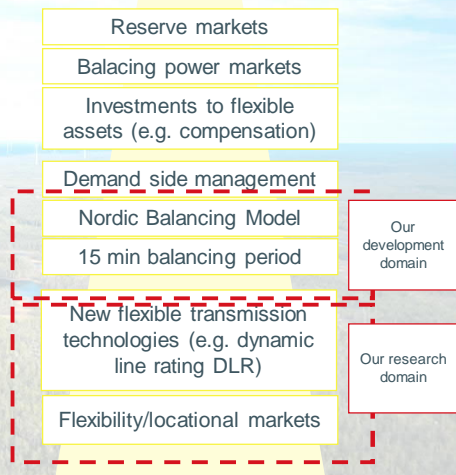 Reserve markets
Balacing power markets
Investments to flexible
assets (e.g. compensation)
Demand side management
Nordic Balancing Model
15 min balancing period
Our
development
domain
New flexible transmission
technologies (e.g. dynamic
line rating DLR)
Our research
domain
Flexibility/locational markets